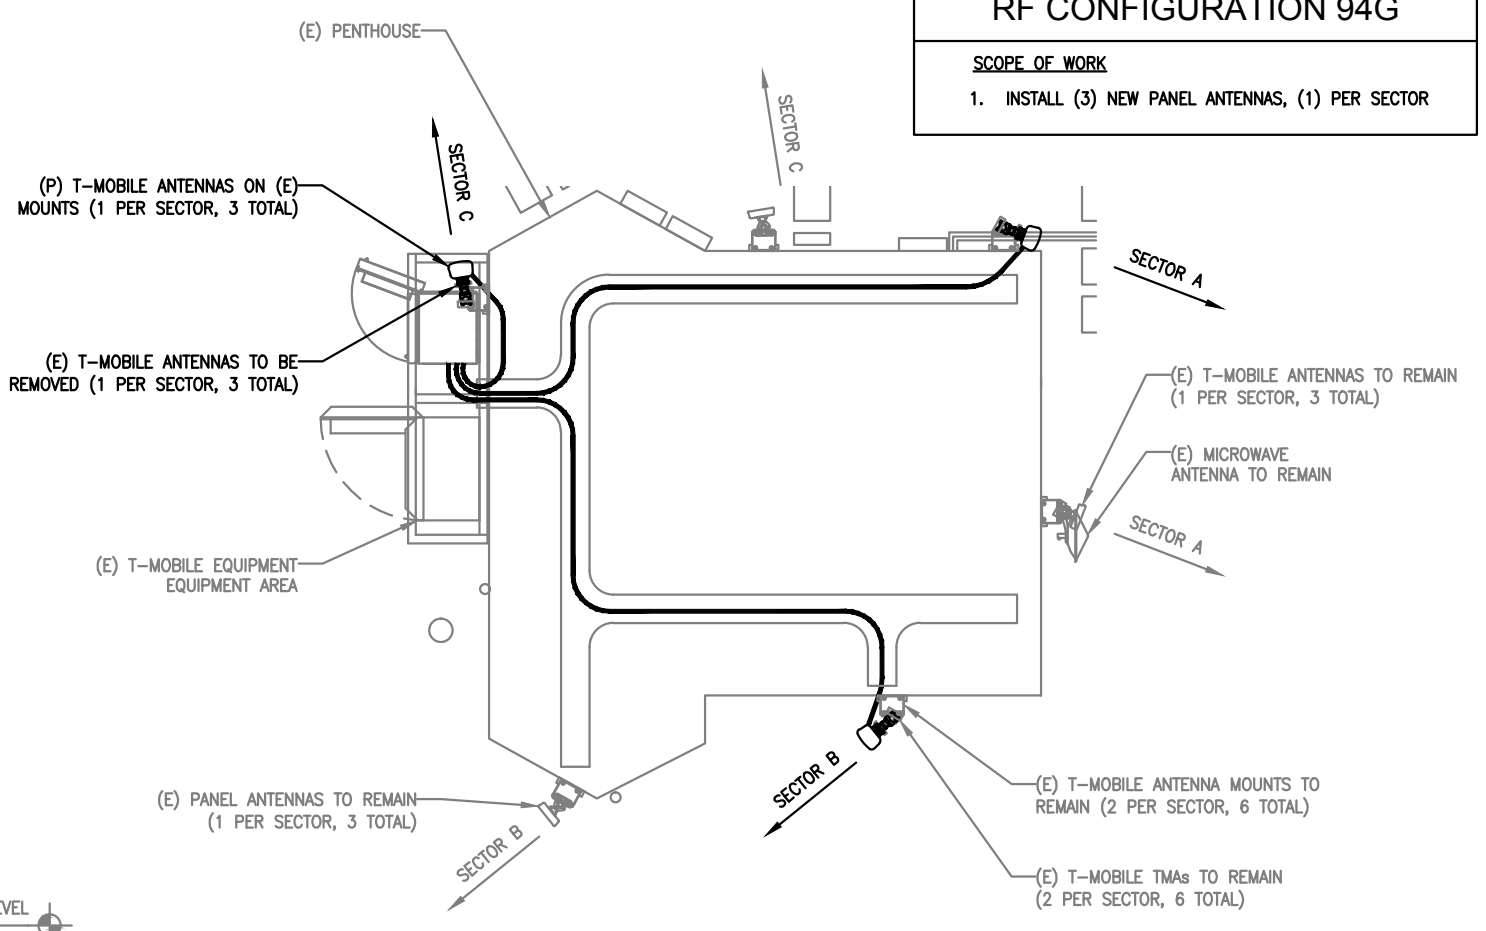 RF CONFIGURATION 94G
SCOPE OF WORK
1. INSTALL (3) NEW PANEL ANTENNAS, (1) PER SECTOR
(E) PENTHOUSE
SECTOR C
SECTOR C
(P) T-MOBILE ANTENNAS ON (E)
MOUNTS (1 PER SECTOR, 3 TOTAL)
SECTOR A
(E) T-MOBILE ANTENNAS TO BE
REMOVED (1 PER SECTOR, 3 TOTAL)
(E) T-MOBILE ANTENNAS TO REMAIN
(1 PER SECTOR, 3 TOTAL)
(E) MICROWAVE
ANTENNA TO REMAIN
SECTOR A
(E) T-MOBILE EQUIPMENT
EQUIPMENT AREA
SECTOR B
(E) T-MOBILE ANTENNA MOUNTS TO
REMAIN (2 PER SECTOR, 6 TOTAL)
(E) PANEL ANTENNAS TO REMAIN
(1 PER SECTOR, 3 TOTAL)
SECTOR B
(E) T-MOBILE TMAs TO REMAIN
(2 PER SECTOR, 6 TOTAL)